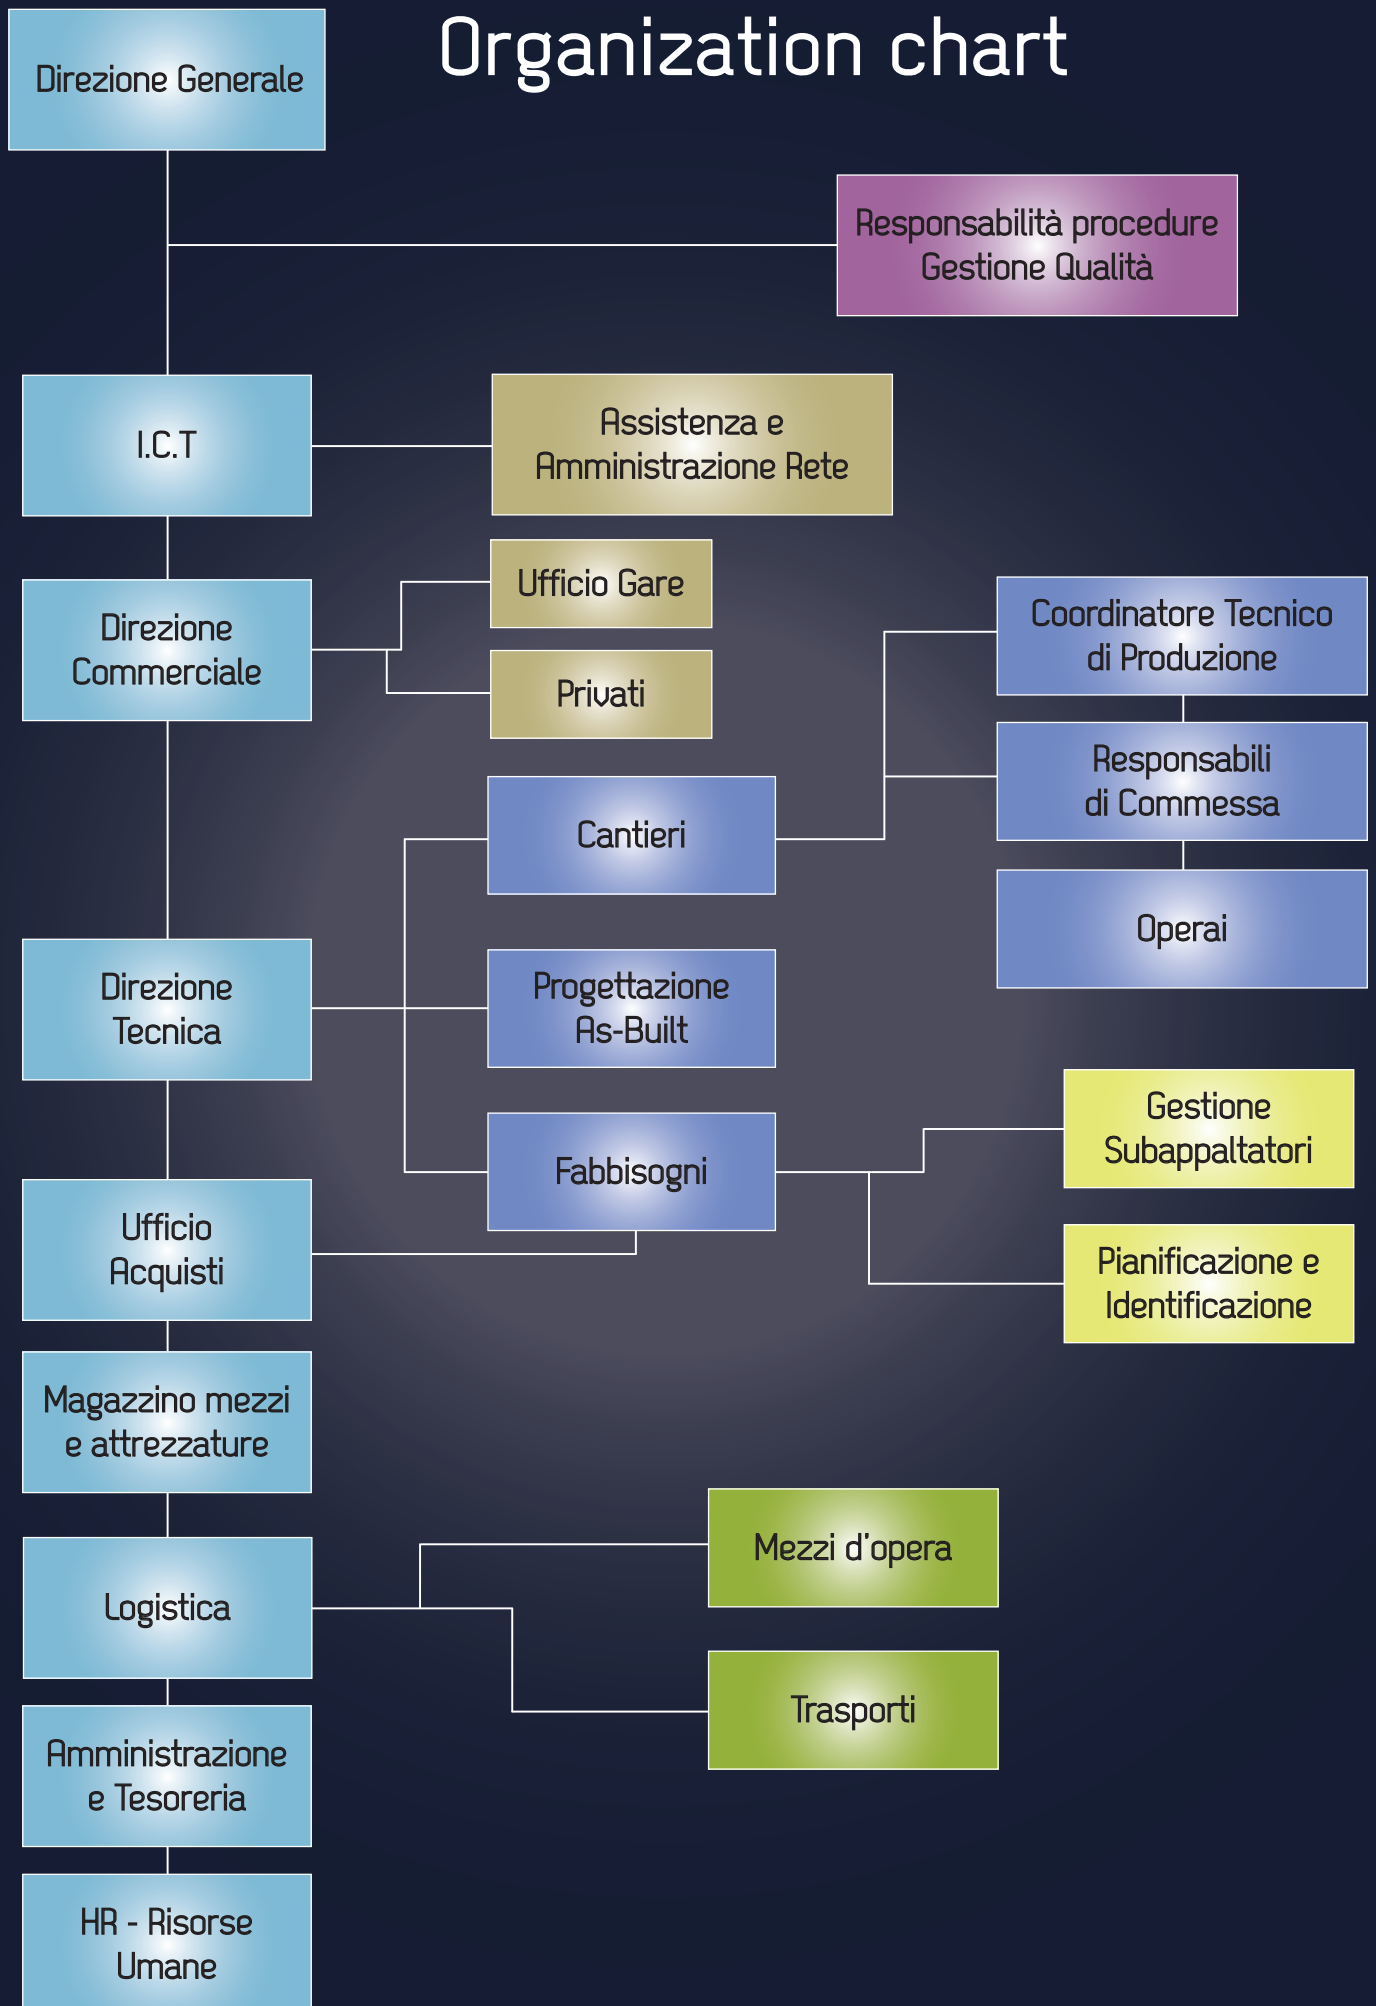 Organization chart
Direzione Generale
Responsabilità procedure
Gestione Qualità
I.C.T
Assistenza e
Amministrazione Rete
Direzione
Commerciale
Ufficio Gare
Privati
Coordinatore Tecnico
di Produzione
Responsabili
di Commessa
Operai
Cantieri
Direzione
Tecnica
Progettazione
As-Built
Fabbisogni
Gestione
Subappaltatori
Pianificazione e
Identificazione
Ufficio
Acquisti
Magazzino mezzi
e attrezzature
Logistica
Mezzi d'opera
Trasporti
Amministrazione
e Tesoreria
HR - Risorse
Umane